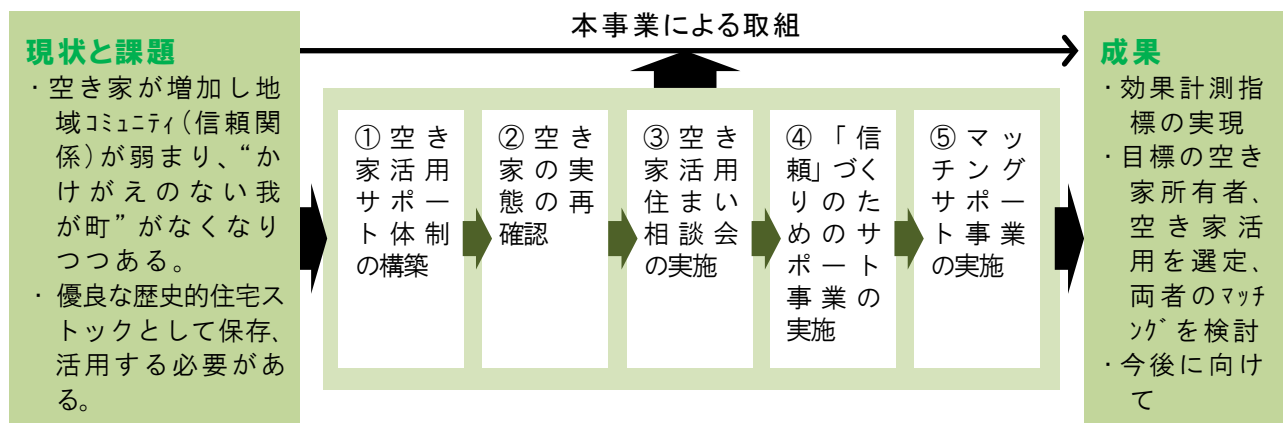 本事業による取組
現状と課題
・空き家が増加し地
域ｺﾐｭﾆﾃｨ(信頼関
係)が弱まり、“か
けがえのない我
が町”がなくなり
つつある。
・優良な歴史的住宅ス
トックとして保存、
活用する必要があ
る。
①空き
家活用
サポー
ト体制
の構築
②空き
家の実
態の再
確認
③空き
家活用
住まい
相談会
の実施
④「信
頼」づく
りのた
めのサ
ポート
事業の
実施
⑤マッ
チング
サポー
ト事業
の実施
成果
・効果計測指
標の実現
・目標の空き
家所有者、
空き家活
用を選定、
両者のﾏｯﾁ
ﾝｸﾞを検討
・今後に向け
て